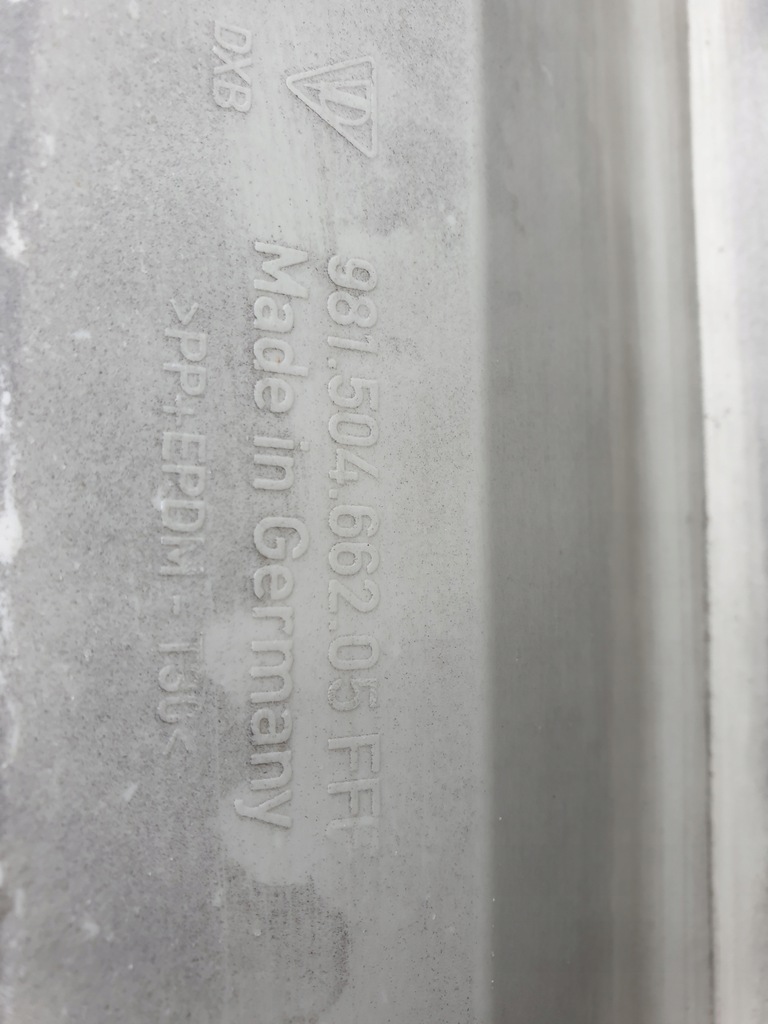 DXB
981.504.662.05 FFF
Made in Germany
>PP+EPDM - T30<